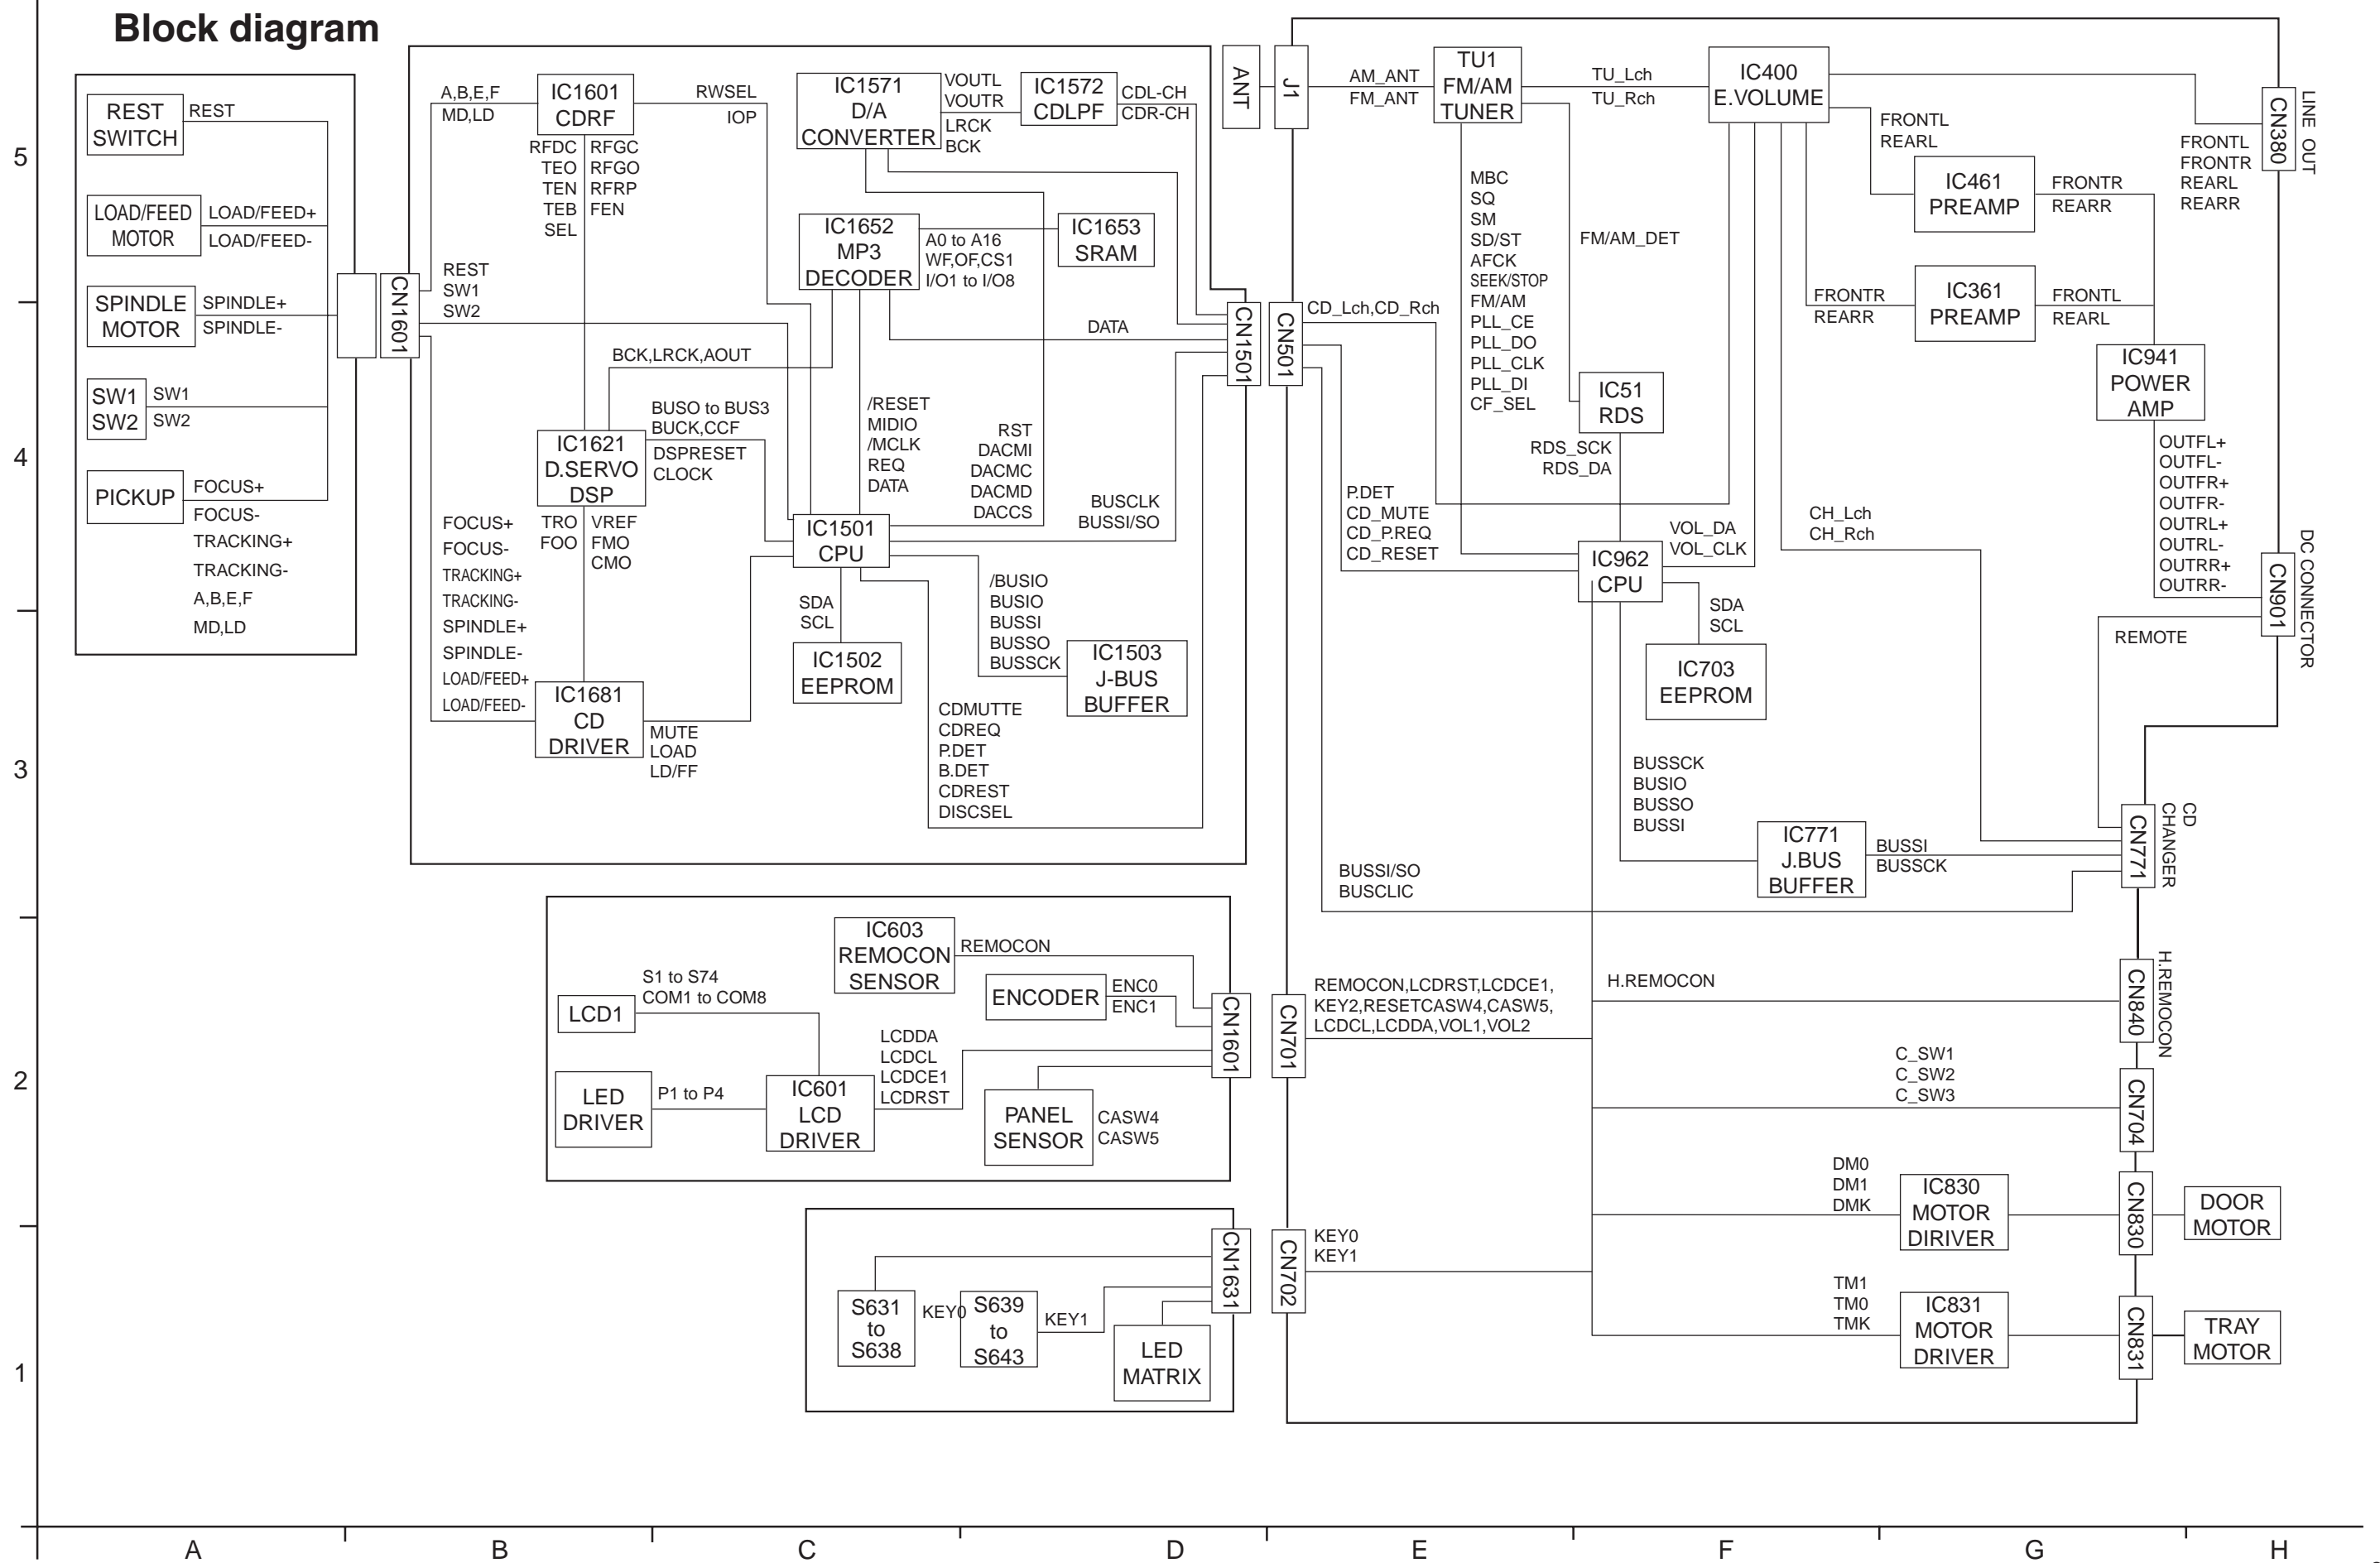 Block diagram
REST
SWITCH
REST
LOAD/FEED
MOTOR
LOAD/FEED+
LOAD/FEED-
SPINDLE
MOTOR
SPINDLE+
SPINDLE-
SW1
SW2
SW1
SW2
PICKUP
FOCUS+
FOCUS-
TRACKING+
TRACKING-
A,B,E,F
MD,LD
CN1601
A,B,E,F
MD,LD
IC1601
CDRF
RWSEL
IOP
RFDC
TEO
TEN
TEB
SEL
RFGC
RFGO
RFRP
FEN
REST
SW1
SW2
IC1571
D/A
CONVERTER
VOUTL
VOUTR
LRCK
BCK
IC1572
CDLPF
CDL-CH
CDR-CH
IC1652
MP3
DECODER
A0 to A16
WF,OF,CS1
I/O1 to I/O8
IC1653
SRAM
DATA
CN1501
BCK,LRCK,AOUT
BUSO to BUS3
BUCK,CCF
DSPRESET
CLOCK
IC1621
D.SERVO
DSP
/RESET
MIDIO
/MCLK
REQ
DATA
RST
DACMI
DACMC
DACMD
DACCS
BUSCLK
BUSSI/SO
FOCUS+
FOCUS-
TRACKING+
TRACKING-
SPINDLE+
SPINDLE-
LOAD/FEED+
LOAD/FEED-
TRO
FOO
VREF
FMO
CMO
IC1501
CPU
SDA
SCL
IC1502
EEPROM
/BUSIO
BUSIO
BUSSI
BUSSO
BUSSCK
IC1503
J-BUS
BUFFER
IC1681
CD
DRIVER
MUTE
LOAD
LD/FF
CDMUTTE
CDREQ
P.DET
B.DET
CDREST
DISCSEL
ANT
J1
AM_ANT
FM_ANT
TU1
FM/AM
TUNER
TU_Lch
TU_Rch
IC400
E.VOLUME
FRONTL
REARL
IC461
PREAMP
FRONTR
REARR
FRONTL
FRONTR
REARL
REARR
CN380
LINE OUT
MBC
SQ
SM
SD/ST
AFCK
SEEK/STOP
FM/AM
PLL_CE
PLL_DO
PLL_CLK
PLL_DI
CF_SEL
FM/AM_DET
FRONTR
REARR
IC361
PREAMP
FRONTL
REARL
CN501
CD_Lch,CD_Rch
IC51
RDS
RDS_SCK
RDS_DA
IC941
POWER
AMP
OUTFL+
OUTFL-
OUTFR+
OUTFR-
OUTRL+
OUTRL-
OUTRR+
OUTRR-
P.DET
CD_MUTE
CD_P.REQ
CD_RESET
IC962
CPU
VOL_DA
VOL_CLK
CH_Lch
CH_Rch
CN901
DC CONNECTOR
REMOTE
SDA
SCL
IC703
EEPROM
BUSSCK
BUSIO
BUSSO
BUSSI
IC771
J.BUS
BUFFER
BUSSI
BUSSCK
CN771
CD
CHANGER
BUSSI/SO
BUSCLIC
IC603
REMOCON
SENSOR
REMOCON
S1 to S74
COM1 to COM8
LCD1
ENCODER
ENC0
ENC1
CN1601
LED
DRIVER
P1 to P4
IC601
LCD
DRIVER
LCDDA
LCDCL
LCDCE1
LCDRST
PANEL
SENSOR
CASW4
CASW5
CN701
REMOCON,LCDRST,LCDCE1,
KEY2,RESETCASW4,CASW5,
LCDCL,LCDDA,VOL1,VOL2
H.REMOCON
CN840
H.REMOCON
C_SW1
C_SW2
C_SW3
CN704
DM0
DM1
DMK
IC830
MOTOR
DIRIVER
CN830
DOOR
MOTOR
CN1631
S631
to
S638
KEY0
S639
to
S643
KEY1
LED
MATRIX
CN702
KEY0
KEY1
TM1
TM0
TMK
IC831
MOTOR
DRIVER
CN831
TRAY
MOTOR
5
4
3
2
1
A B C D E F G H